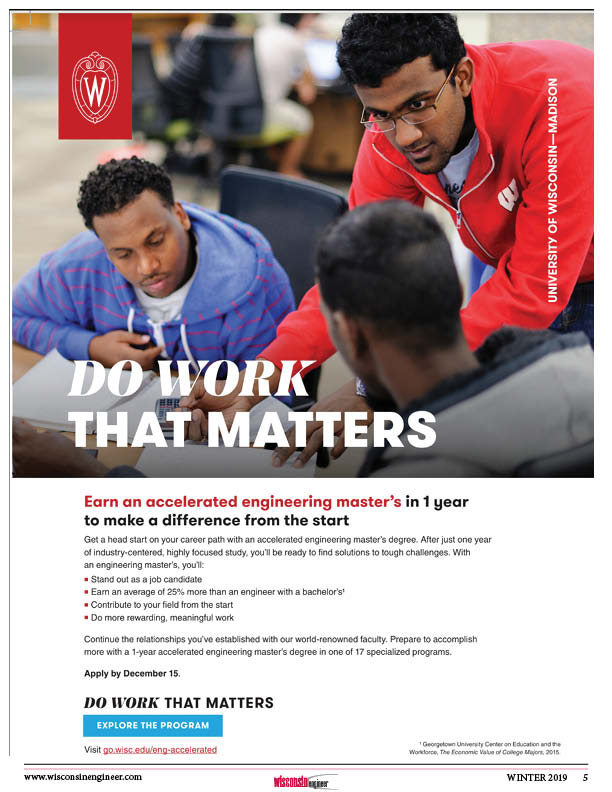 W
UNIVERSITY OF WISCONSIN—MADISON
W
DO WORK
THAT MATTERS
Earn an accelerated engineering master's in 1 year
to make a difference from the start
Get a head start on your career path with an accelerated engineering master's degree. After just one year
of industry-centered, highly focused study, you'll be ready to find solutions to tough challenges. With
an engineering master's, you'll:
▪ Stand out as a job candidate
▪ Earn an average of 25% more than an engineer with a bachelor's¹
▪ Contribute to your field from the start
▪ Do more rewarding, meaningful work
Continue the relationships you've established with our world-renowned faculty. Prepare to accomplish
more with a 1-year accelerated engineering master's degree in one of 17 specialized programs.
Apply by December 15.
DO WORK THAT MATTERS
EXPLORE THE PROGRAM
Visit go.wisc.edu/eng-accelerated
¹ Georgetown University Center on Education and the
Workforce, The Economic Value of College Majors, 2015.
www.wisconsinengineer.com
wisconsin engineer
WINTER 2019 5